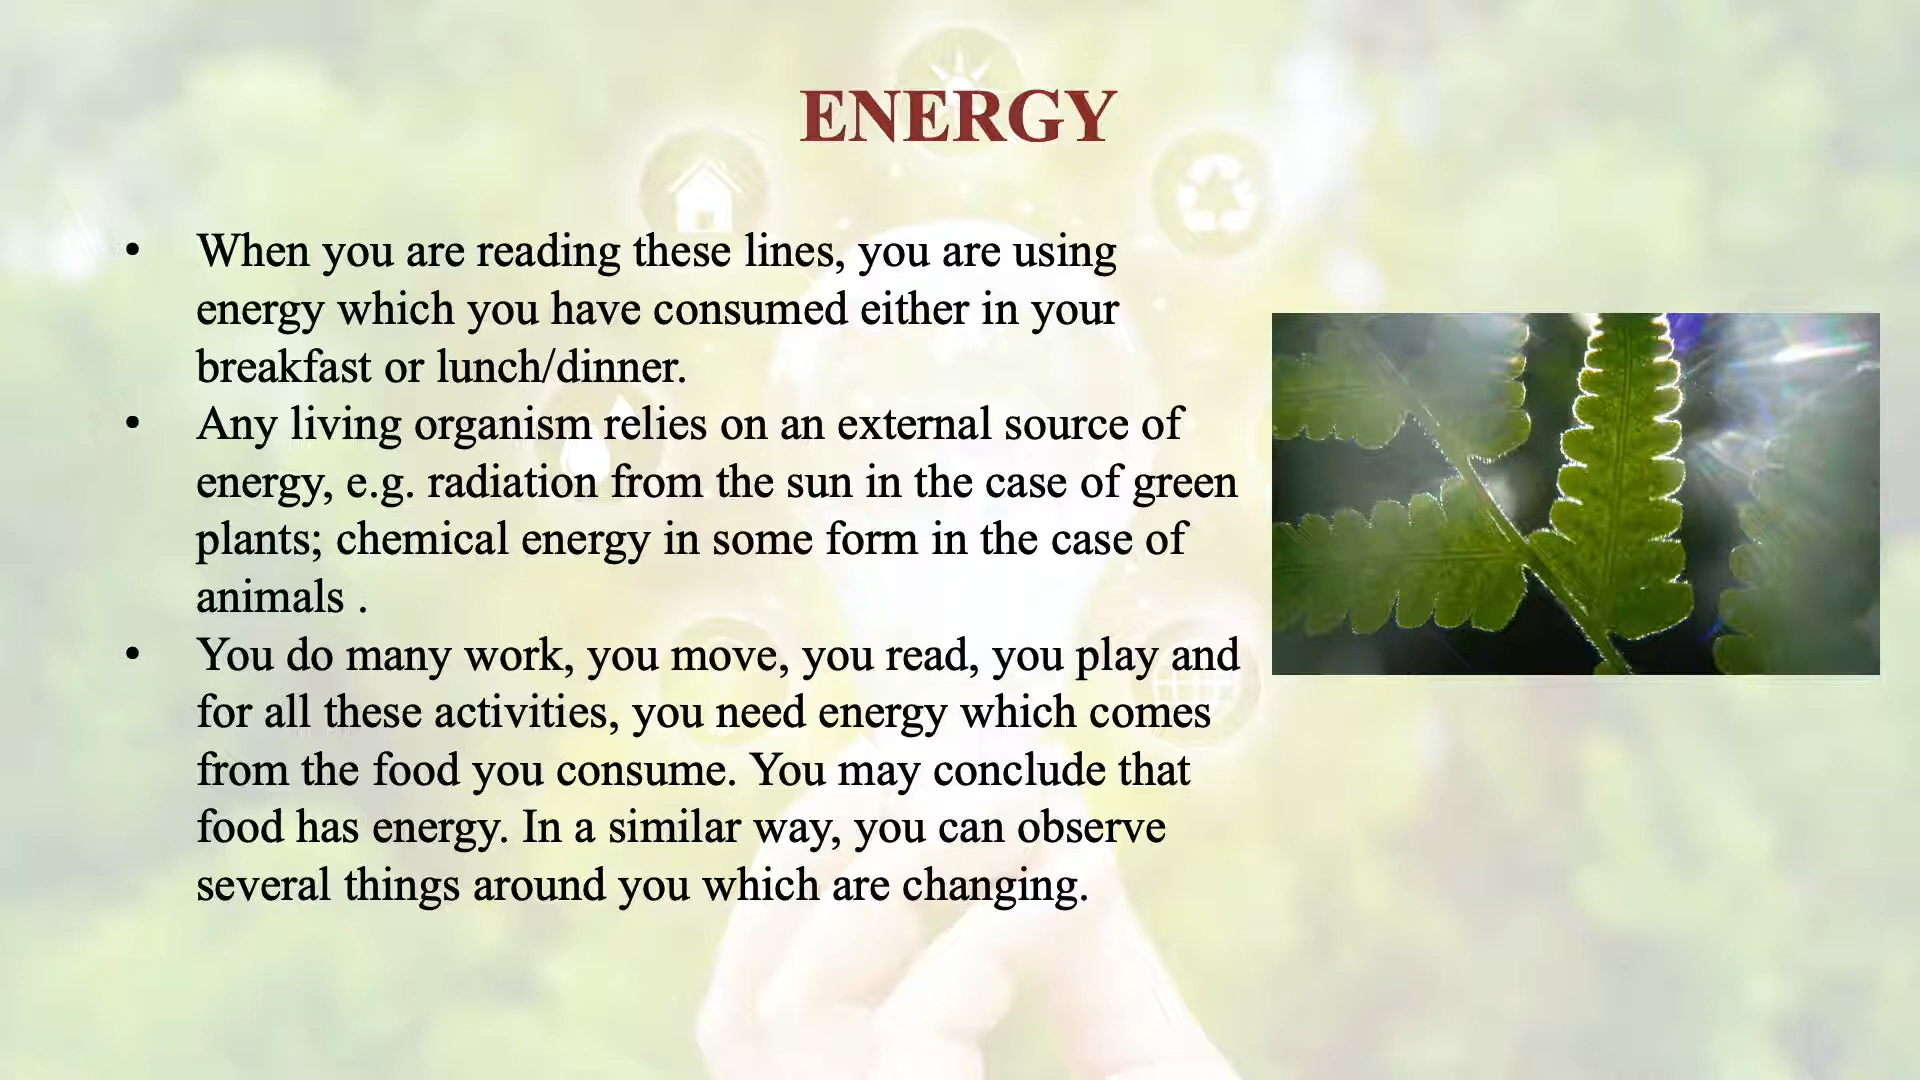 ENERGY
• When you are reading these lines, you are using
energy which you have consumed either in your
breakfast or lunch/dinner.
• Any living organism relies on an external source of
energy, e.g. radiation from the sun in the case of green
plants; chemical energy in some form in the case of
animals .
• You do many work, you move, you read, you play and
for all these activities, you need energy which comes
from the food you consume. You may conclude that
food has energy. In a similar way, you can observe
several things around you which are changing.